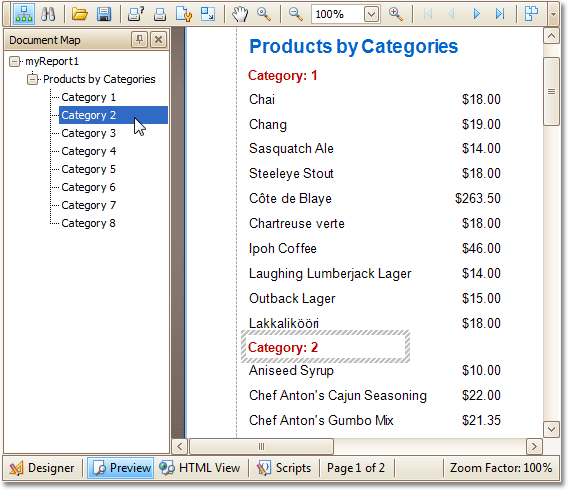 100%
Document Map
myReport1
Products by Categories
Category 1
Category 2
Category 3
Category 4
Category 5
Category 6
Category 7
Category 8
Products by Categories
Category: 1
Chai $18.00
Chang $19.00
Sasquatch Ale $14.00
Steeleye Stout $18.00
Côte de Blaye $263.50
Chartreuse verte $18.00
Ipoh Coffee $46.00
Laughing Lumberjack Lager $14.00
Outback Lager $15.00
Lakkalikööri $18.00
Category: 2
Aniseed Syrup $10.00
Chef Anton's Cajun Seasoning $22.00
Chef Anton's Gumbo Mix $21.35
Designer Preview HTML View Scripts Page 1 of 2 Zoom Factor: 100%